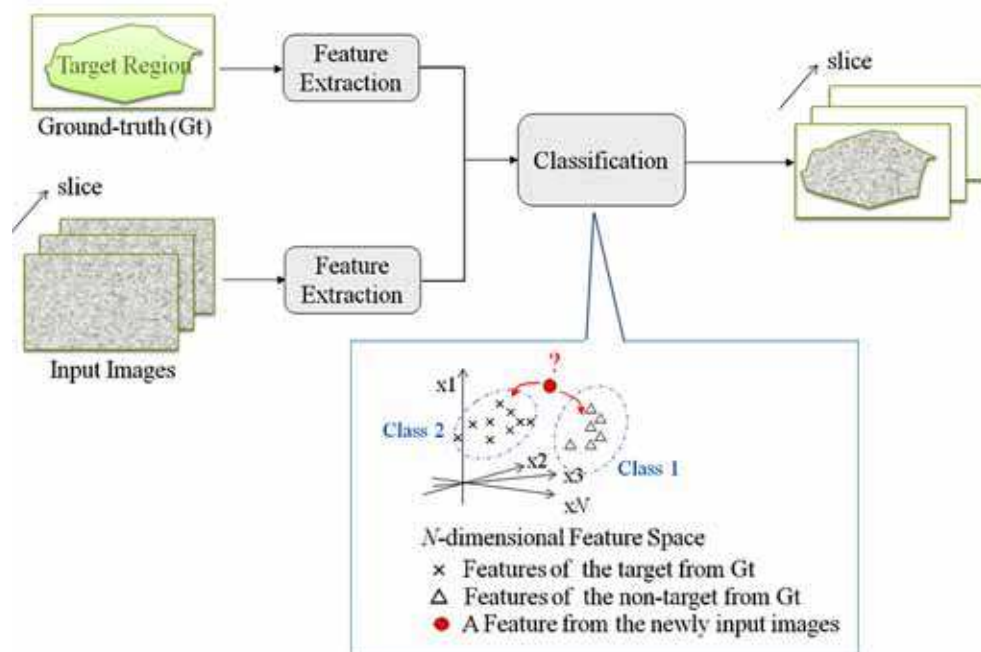 Target Region
Ground-truth (Gt)
Feature
Extraction
slice
Input Images
Feature
Extraction
Classification
slice
?
x1
Class 2
x2
x3
xN
Class 1
N-dimensional Feature Space
× Features of the target from Gt
△ Features of the non-target from Gt
● A Feature from the newly input images